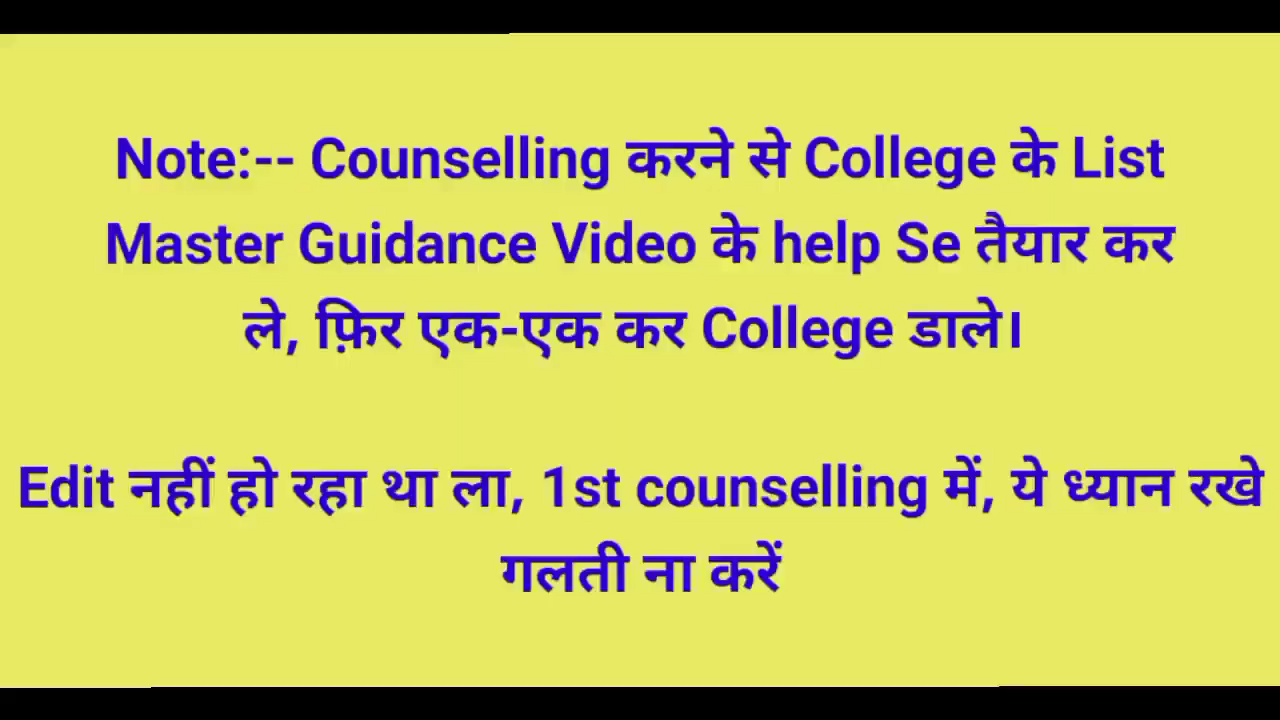 Note:-- Counselling करने से College के List
Master Guidance Video के help Se तैयार कर
ले, फ़िर एक-एक कर College डाले।
Edit नहीं हो रहा था ला, 1st counselling में, ये ध्यान रखे
गलती ना करें